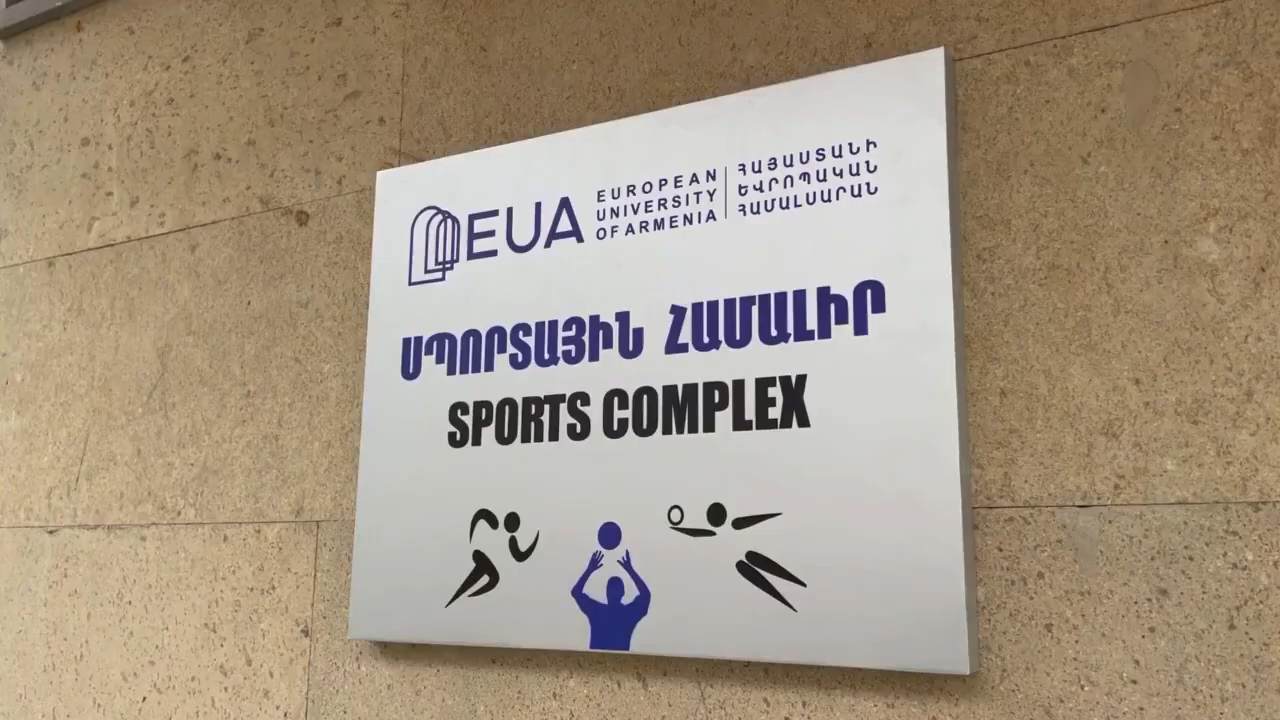 EUA
EUROPEAN
UNIVERSITY
OF ARMENIA
ՀԱՅԱՍՏԱՆԻ
ԵՎՐՈՊԱԿԱՆ
ՀԱՄԱԼՍԱՐԱՆ
ՍՊՈՐՏԱՅԻՆ ՀԱՄԱԼԻՐ
SPORTS COMPLEX